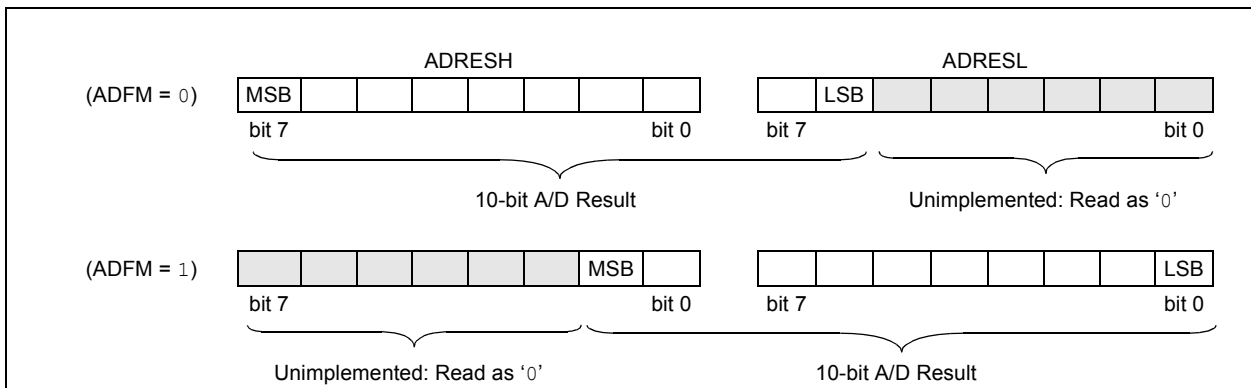 ADRESH ADRESL
(ADFM = 0) MSB LSB
bit 7 bit 0 bit 7 bit 0
10-bit A/D Result Unimplemented: Read as ‘0’
(ADFM = 1) MSB LSB
bit 7 bit 0 bit 7 bit 0
Unimplemented: Read as ‘0’ 10-bit A/D Result